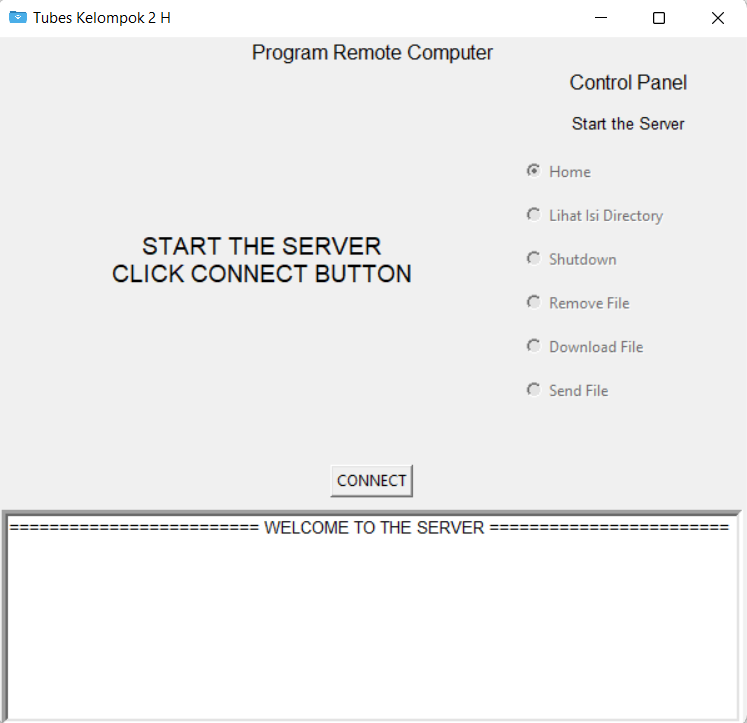 Tubes Kelompok 2 H
Program Remote Computer
Control Panel
Start the Server
Home
Lihat Isi Directory
Shutdown
Remove File
Download File
Send File
START THE SERVER
CLICK CONNECT BUTTON
CONNECT
========================= WELCOME TO THE SERVER ========================